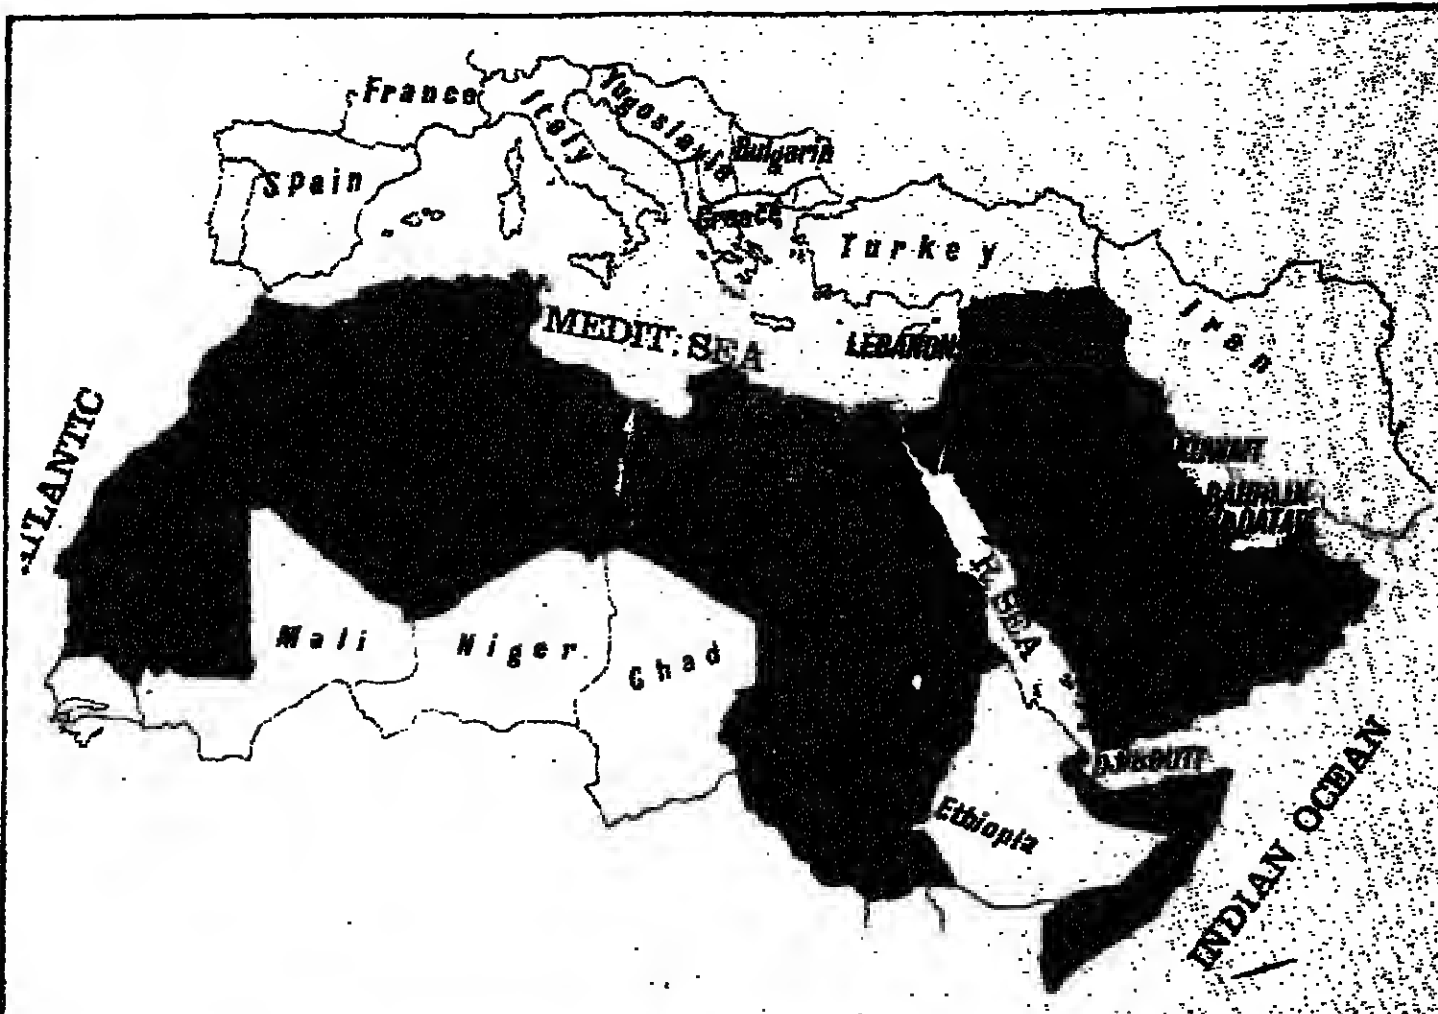 France
Italy
Yugoslavia
Bulgaria
Spain
Greece
Turkey
Iran
MEDIT: SEA
LEBANON
ATLANTIC
KUWAIT
BAHRAIN
R. SEA
Mali
Niger
Chad
DJIBOUTI
Ethiopia
INDIAN OCEAN